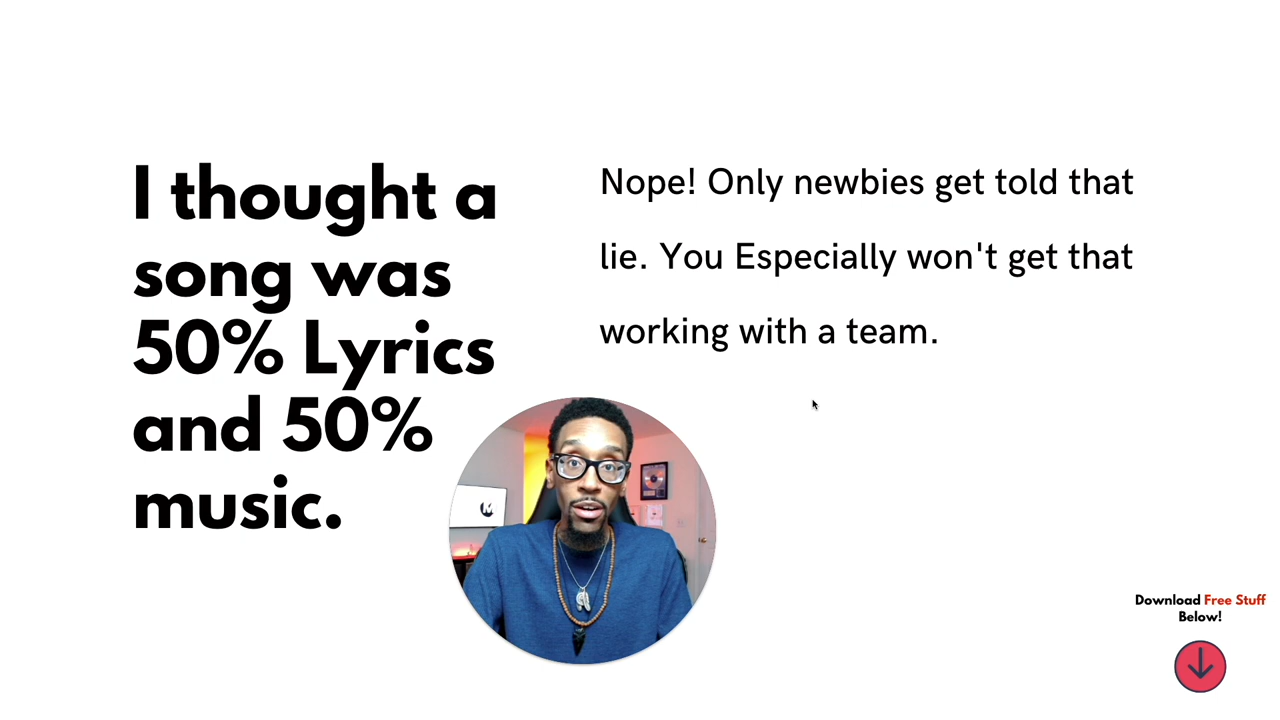 I thought a
song was
50% Lyrics
and 50%
music.
Nope! Only newbies get told that
lie. You Especially won't get that
working with a team.
M
Download Free Stuff
Below!